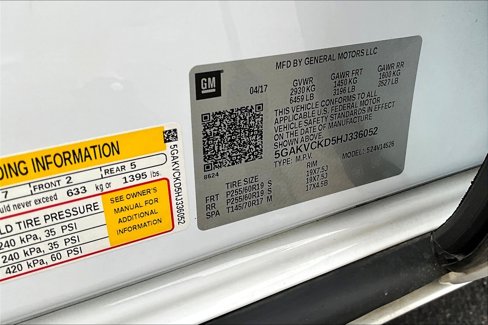 MFD BY GENERAL MOTORS LLC
GM
04/17
GVWR
2930 KG
6459 LB
GAWR FRT
1450 KG
3196 LB
GAWR RR
1600 KG
3527 LB
THIS VEHICLE CONFORMS TO ALL
APPLICABLE U.S. FEDERAL MOTOR
VEHICLE SAFETY STANDARDS IN EFFECT
ON THE DATE OF MANUFACTURE
SHOWN ABOVE.
5GAKVCKD5HJ336052
TYPE: M.P.V.
MODEL:
8624
TIRE SIZE
RIM
FRT P255/60R19 S 19X7.5J
RR P255/60R19 S 19X7.5J
SPA T145/70R17 M 17X4.5B
DING INFORMATION
7
FRONT 2
REAR 5
ould never exceed 633 kg or 1395 lbs.
LD TIRE PRESSURE
240 kPa, 35 PSI
240 kPa, 35 PSI
420 kPa, 60 PSI
SEE OWNER'S
MANUAL FOR
ADDITIONAL
INFORMATION
5GAKVCKD5HJ336052